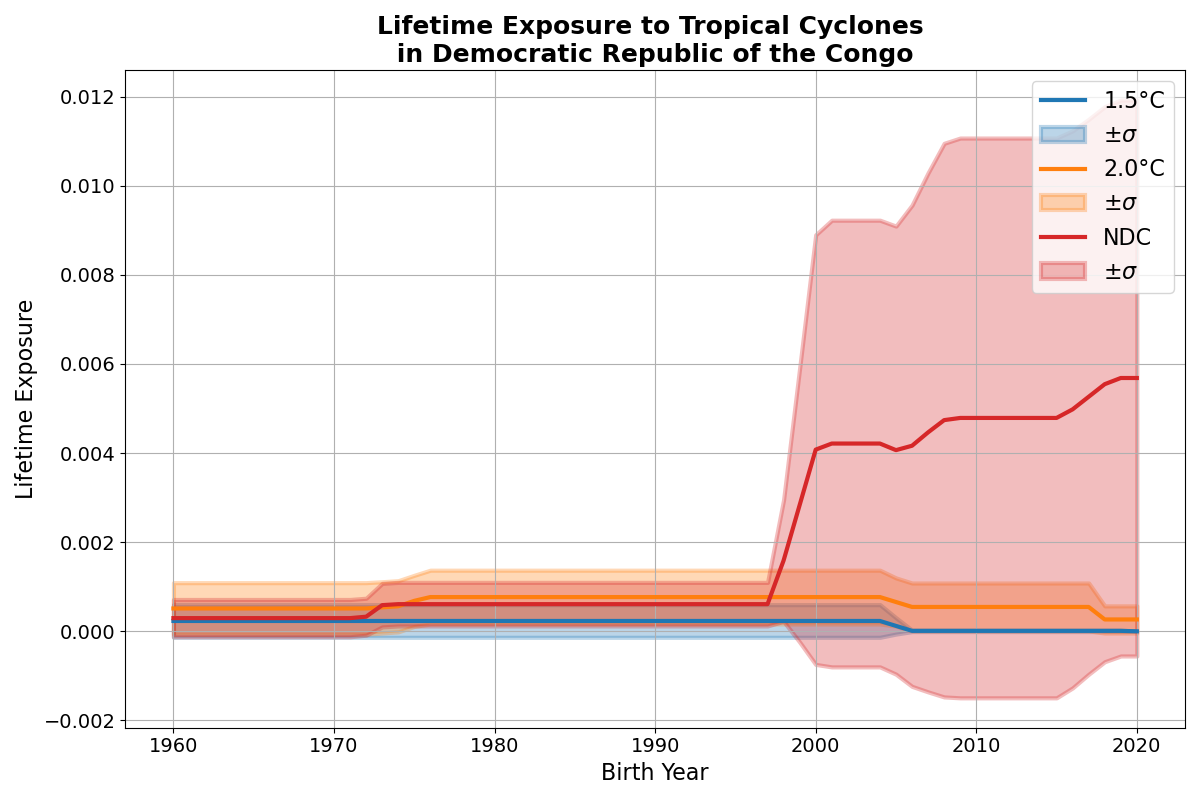 Lifetime Exposure to Tropical Cyclones
in Democratic Republic of the Congo
Lifetime Exposure
0.012
0.010
0.008
0.006
0.004
0.002
0.000
−0.002
1960
1970
1980
1990
2000
2010
2020
Birth Year
1.5°C
±σ
2.0°C
±σ
NDC
±σ